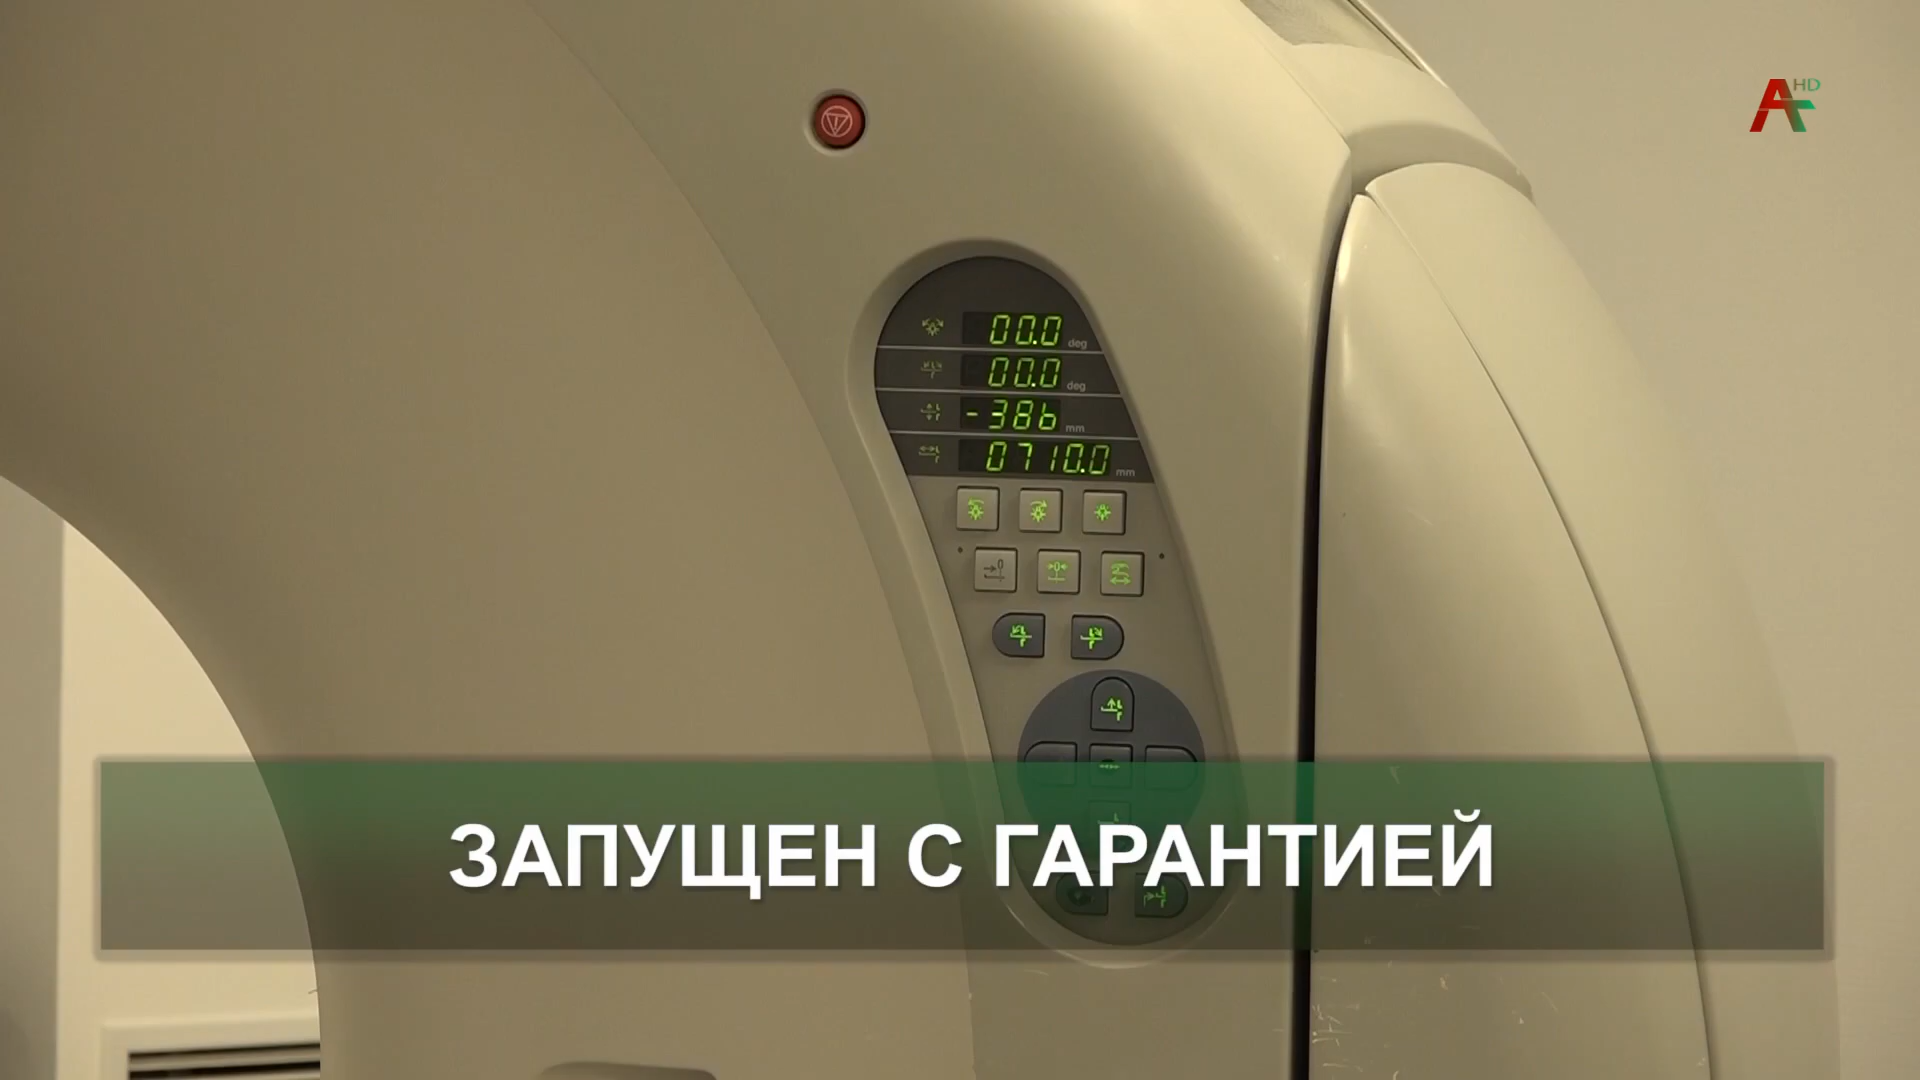 HD
00.0 deg
00.0 deg
-386 mm
0710.0 mm
ЗАПУЩЕН С ГАРАНТИЕЙ